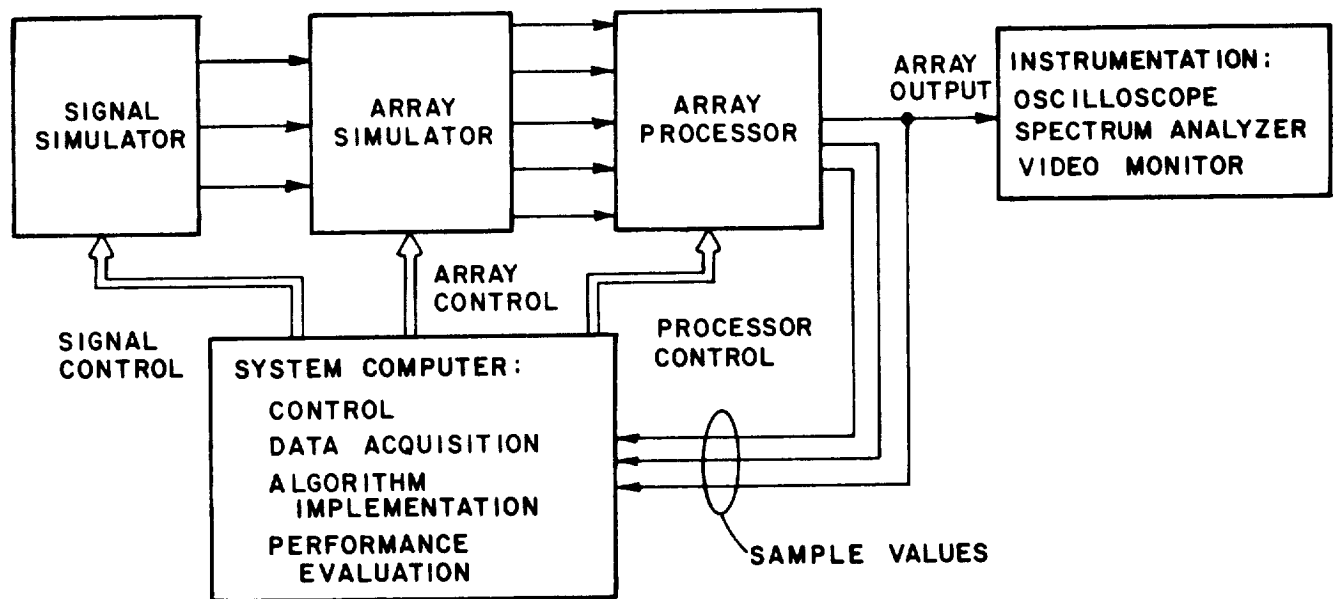 SIGNAL
SIMULATOR
ARRAY
SIMULATOR
ARRAY
PROCESSOR
ARRAY
OUTPUT
INSTRUMENTATION:
OSCILLOSCOPE
SPECTRUM ANALYZER
VIDEO MONITOR
SIGNAL
CONTROL
ARRAY
CONTROL
PROCESSOR
CONTROL
SYSTEM COMPUTER:
CONTROL
DATA ACQUISITION
ALGORITHM
IMPLEMENTATION
PERFORMANCE
EVALUATION
SAMPLE VALUES